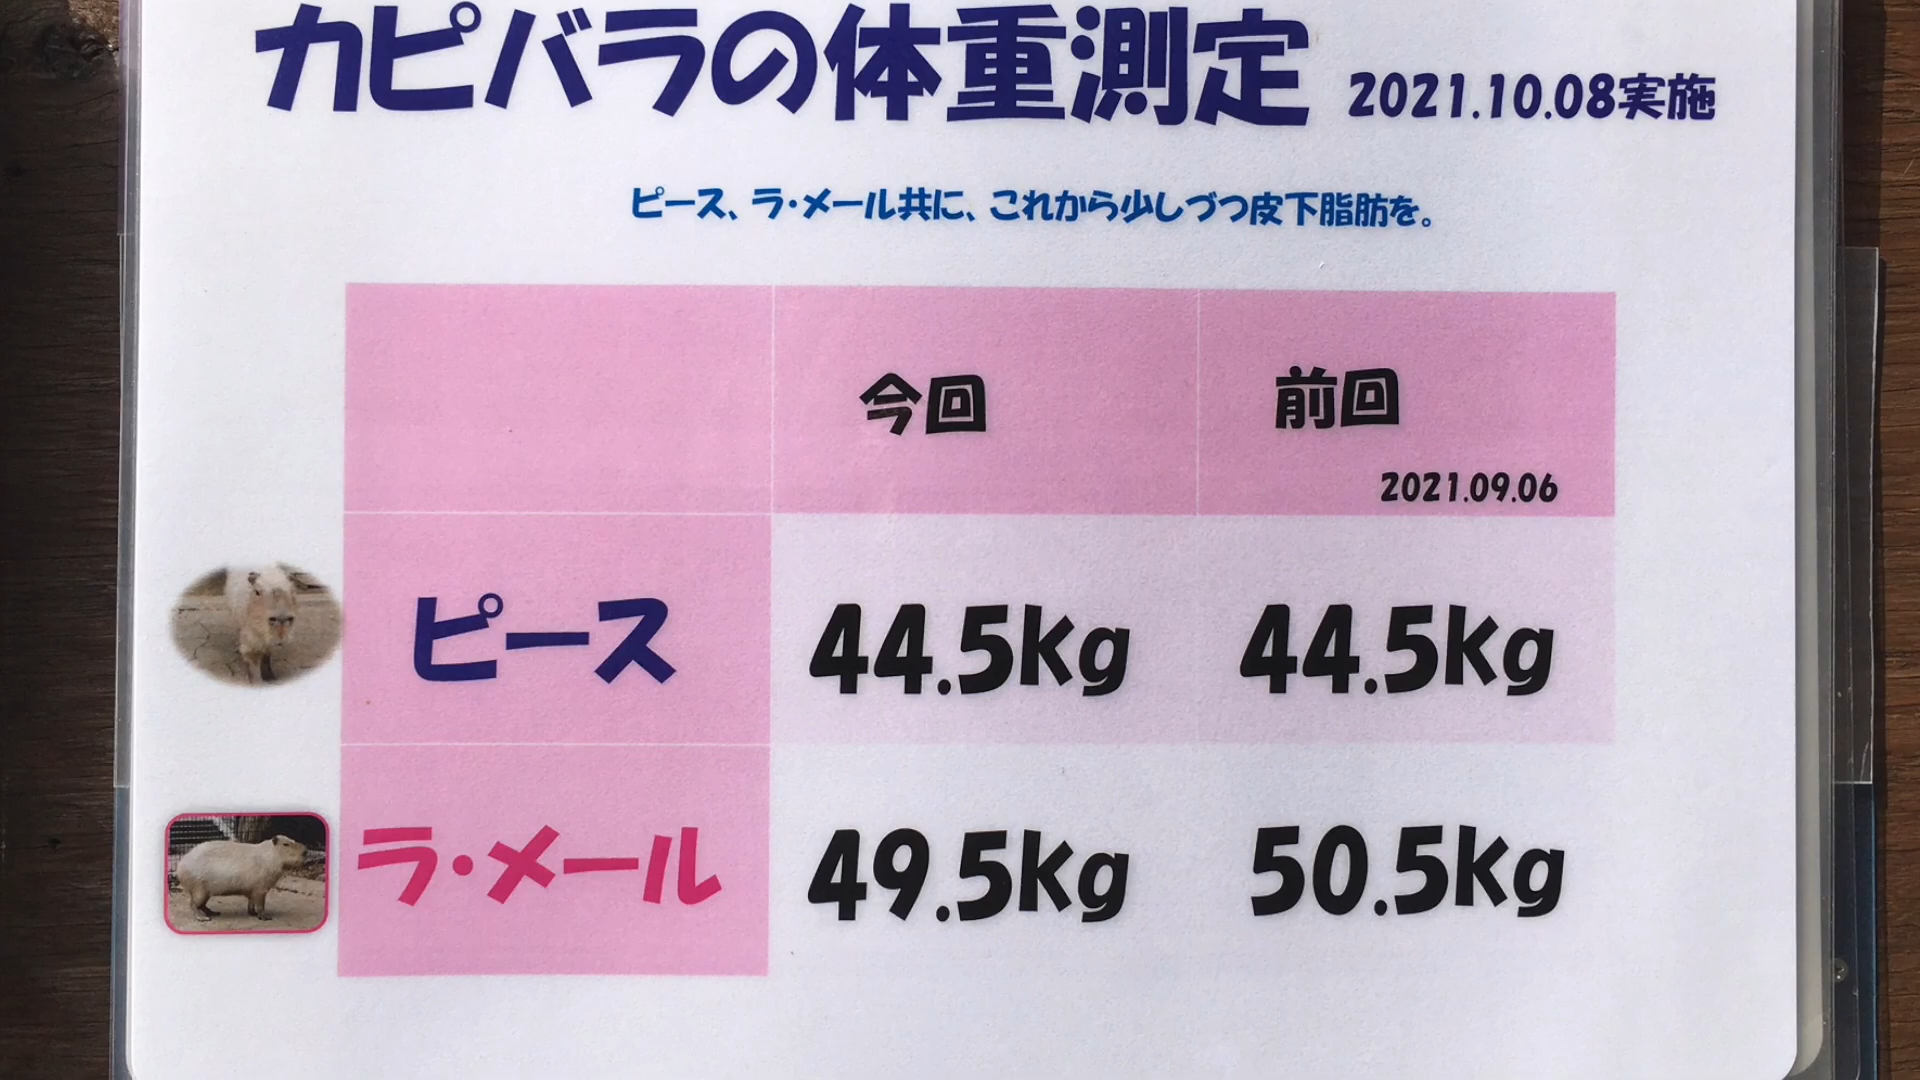 カピバラの体重測定 2021.10.08実施
ピース、ラ・メール共に、これから少しづつ皮下脂肪を。
今回 前回
2021.09.06
ピース 44.5kg 44.5kg
ラ・メール 49.5kg 50.5kg